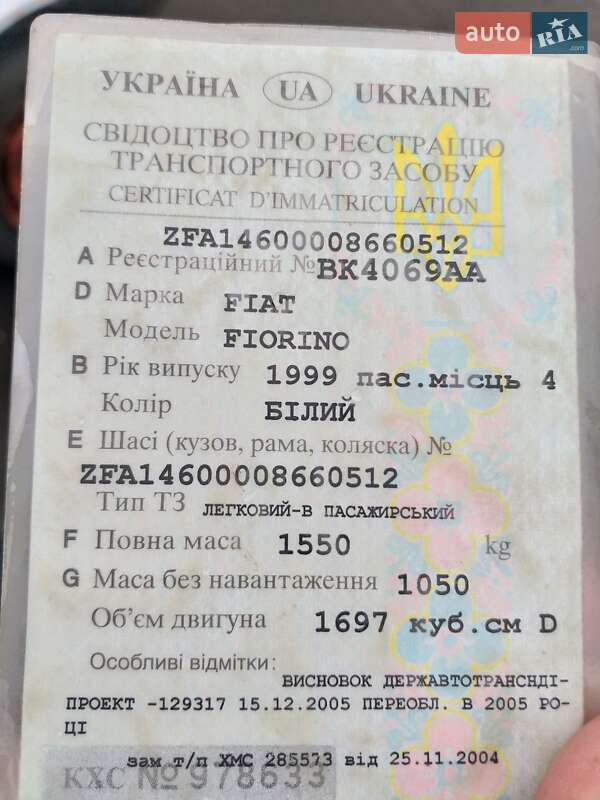 auto RIA .com
УКРАЇНА UA UKRAINE
СВІДОЦТВО ПРО РЕЄСТРАЦІЮ
ТРАНСПОРТНОГО ЗАСОБУ
CERTIFICAT D'IMMATRICULATION
ZFA14600008660512
A Реєстраційний № ВК4069АА
D Марка FIAT
Модель FIORINO
B Рік випуску 1999 пас.місць 4
Колір БІЛИЙ
E Шасі (кузов, рама, коляска) №
ZFA14600008660512
Тип ТЗ ЛЕГКОВИЙ-В ПАСАЖИРСЬКИЙ
F Повна маса 1550 kg
G Маса без навантаження 1050
Об'єм двигуна 1697 куб.см D
Особливі відмітки:
ВИСНОВОК ДЕРЖАВТОТРАНСНДІ-
ПРОЕКТ -129317 15.12.2005 ПЕРЕОБЛ. В 2005 РО-
ЦІ
зам т/п ХМС 285573 від 25.11.2004
КХС № 978633